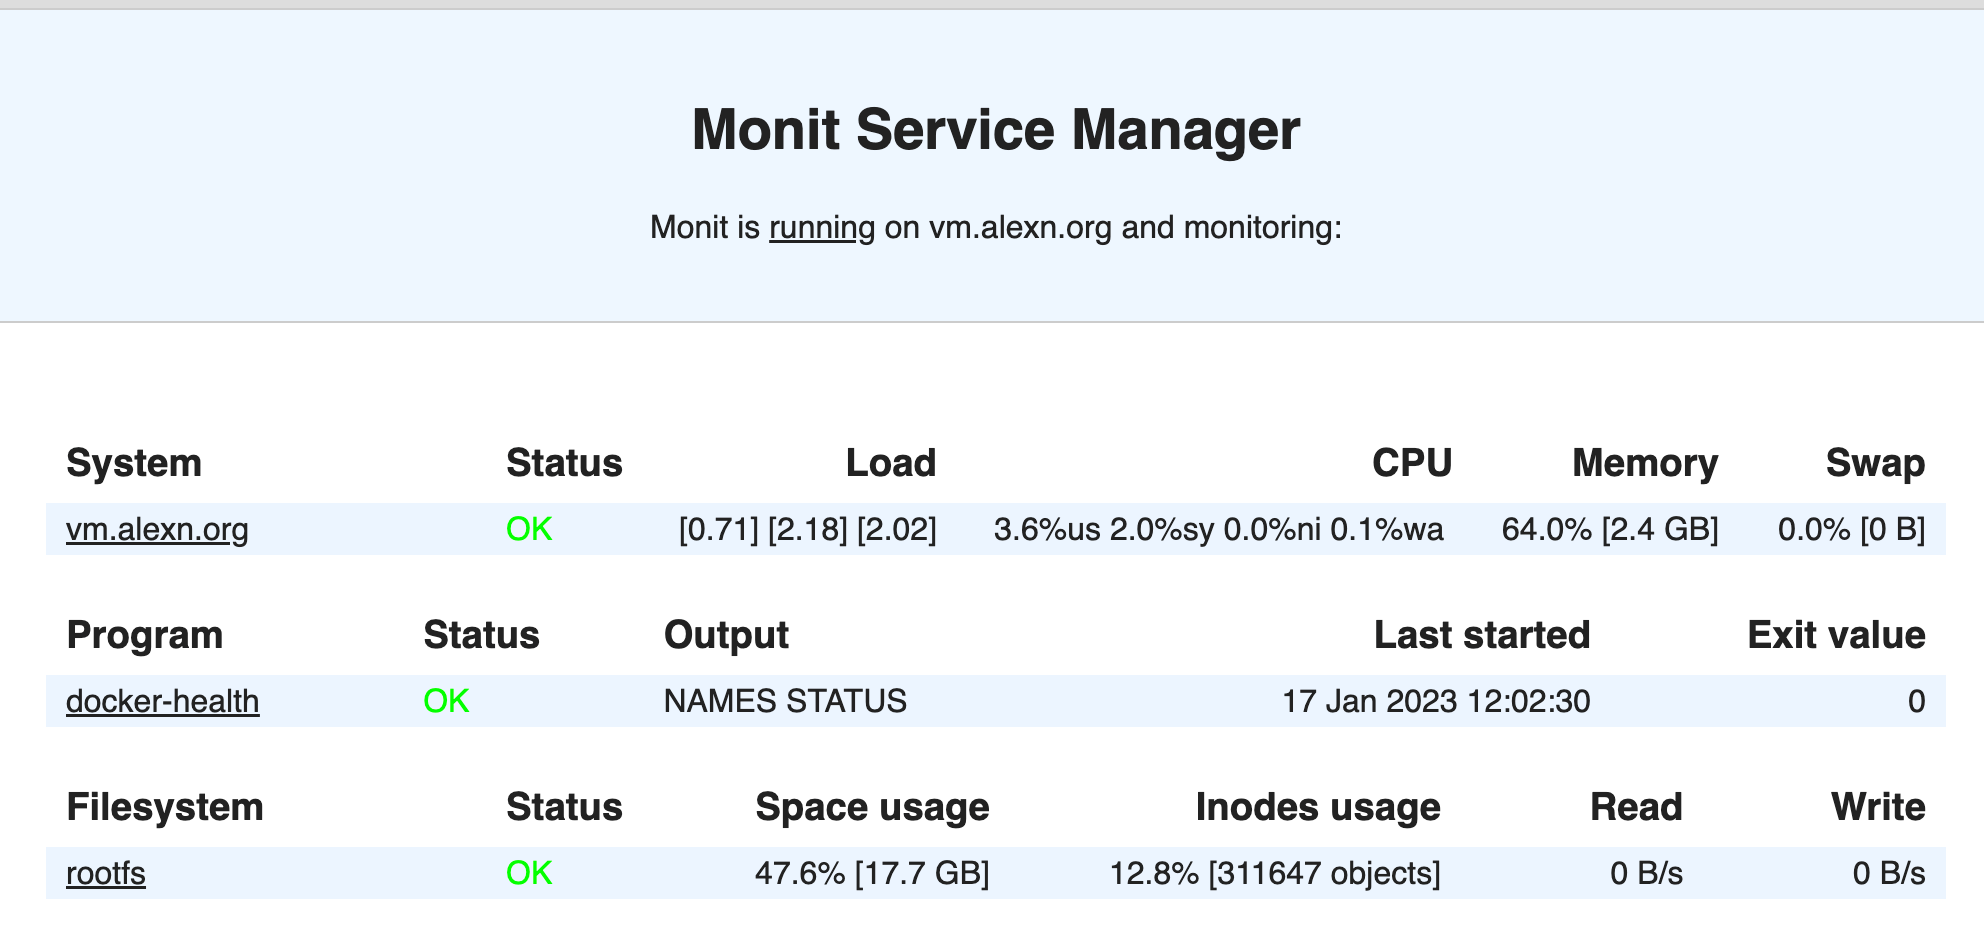 Monit Service Manager
Monit is running on vm.alexn.org and monitoring:
System Status Load CPU Memory Swap
vm.alexn.org OK [0.71] [2.18] [2.02] 3.6%us 2.0%sy 0.0%ni 0.1%wa 64.0% [2.4 GB] 0.0% [0 B]
Program Status Output Last started Exit value
docker-health OK NAMES STATUS 17 Jan 2023 12:02:30 0
Filesystem Status Space usage Inodes usage Read Write
rootfs OK 47.6% [17.7 GB] 12.8% [311647 objects] 0 B/s 0 B/s